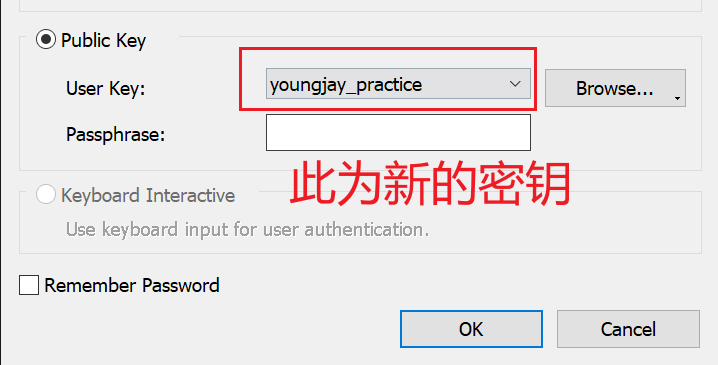 Public Key
User Key:
youngjay_practice
Browse...
Passphrase:
此为新的密钥
Keyboard Interactive
Use keyboard input for user authentication.
Remember Password
OK
Cancel